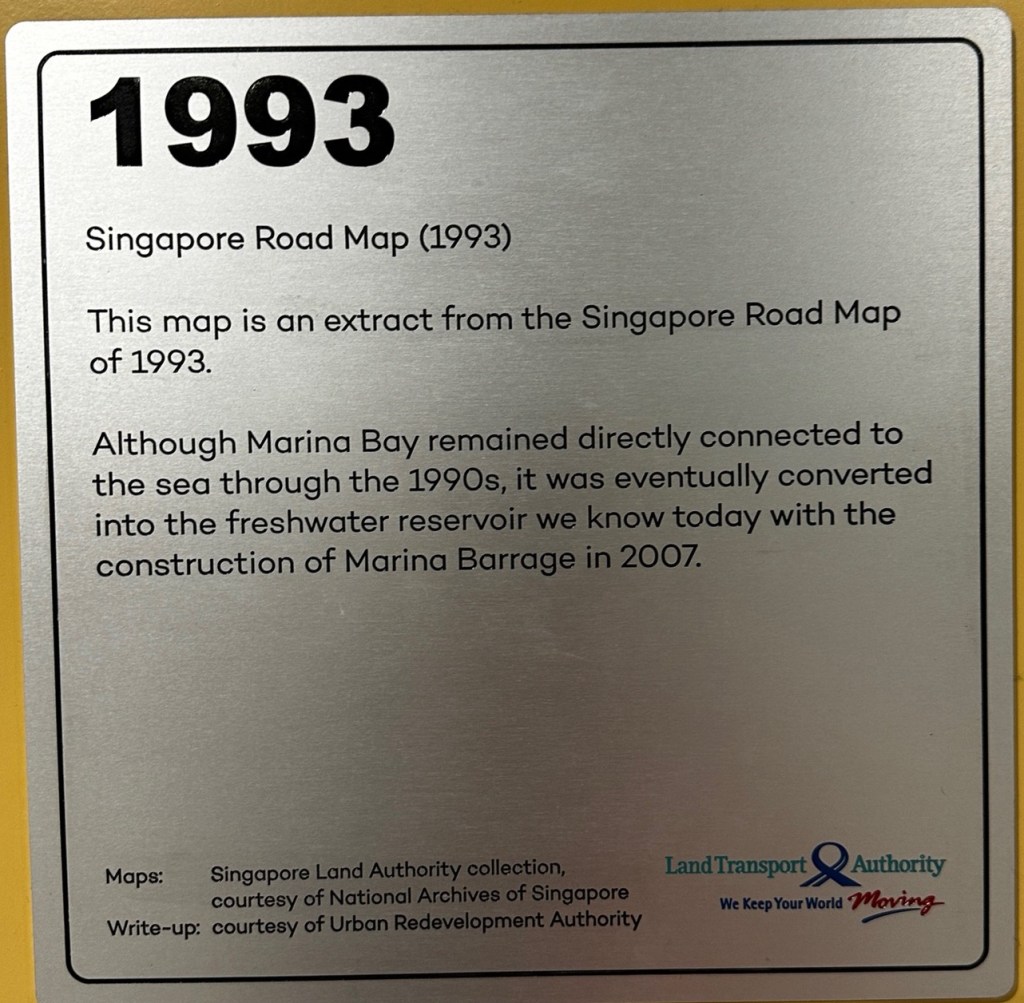 1993
Singapore Road Map (1993)
This map is an extract from the Singapore Road Map
of 1993.
Although Marina Bay remained directly connected to
the sea through the 1990s, it was eventually converted
into the freshwater reservoir we know today with the
construction of Marina Barrage in 2007.
Maps: Singapore Land Authority collection,
courtesy of National Archives of Singapore
Write-up: courtesy of Urban Redevelopment Authority
Land Transport Authority
We Keep Your World Moving